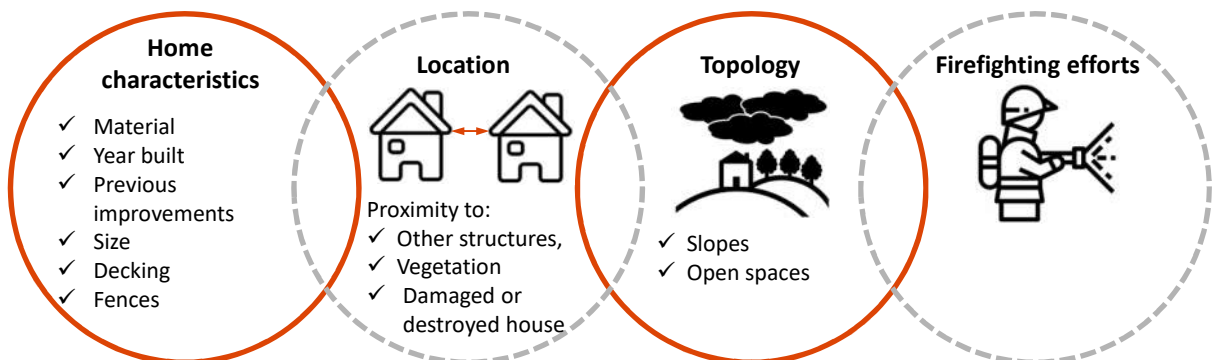 Home
characteristics
✓ Material
✓ Year built
✓ Previous
improvements
✓ Size
✓ Decking
✓ Fences
Location
Proximity to:
✓ Other structures,
✓ Vegetation
✓ Damaged or
destroyed house
Topology
✓ Slopes
✓ Open spaces
Firefighting efforts